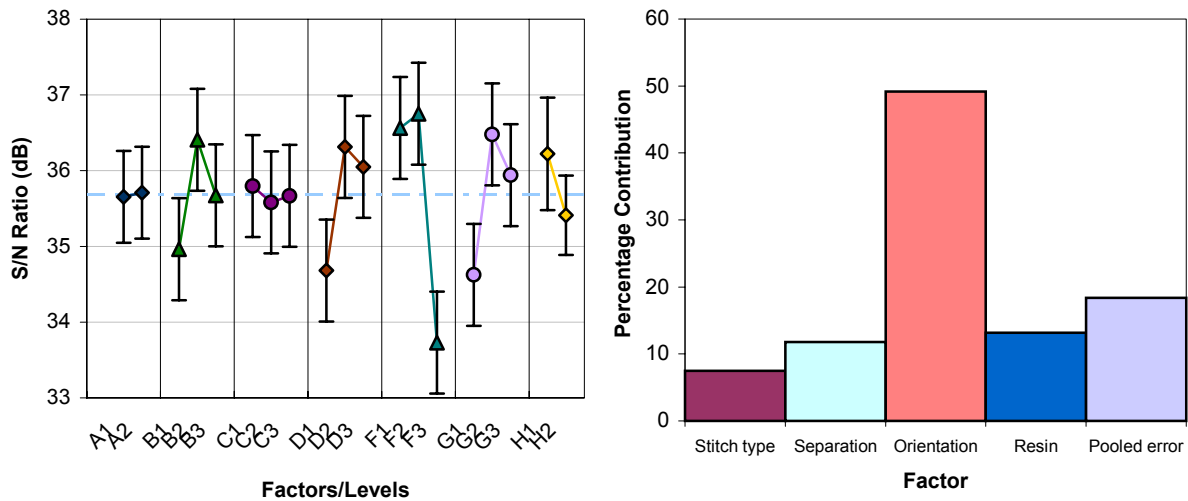 S/N Ratio (dB)
38
37
36
35
34
33
A1 A2 B1 B2 B3 C1 C2 C3 D1 D2 D3 F1 F2 F3 G1 G2 G3 H1 H2
Factors/Levels
Percentage Contribution
60
50
40
30
20
10
0
Stitch type Separation Orientation Resin Pooled error
Factor